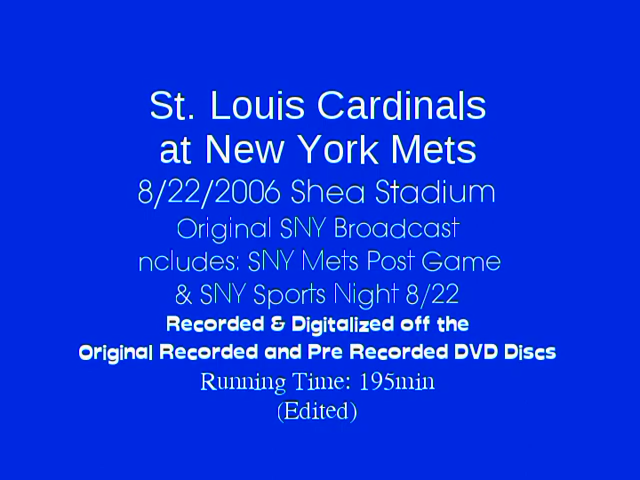 St. Louis Cardinals
at New York Mets
8/22/2006 Shea Stadium
Original SNY Broadcast
ncludes: SNY Mets Post Game
& SNY Sports Night 8/22
Recorded & Digitalized off the
Original Recorded and Pre Recorded DVD Discs
Running Time: 195min
(Edited)